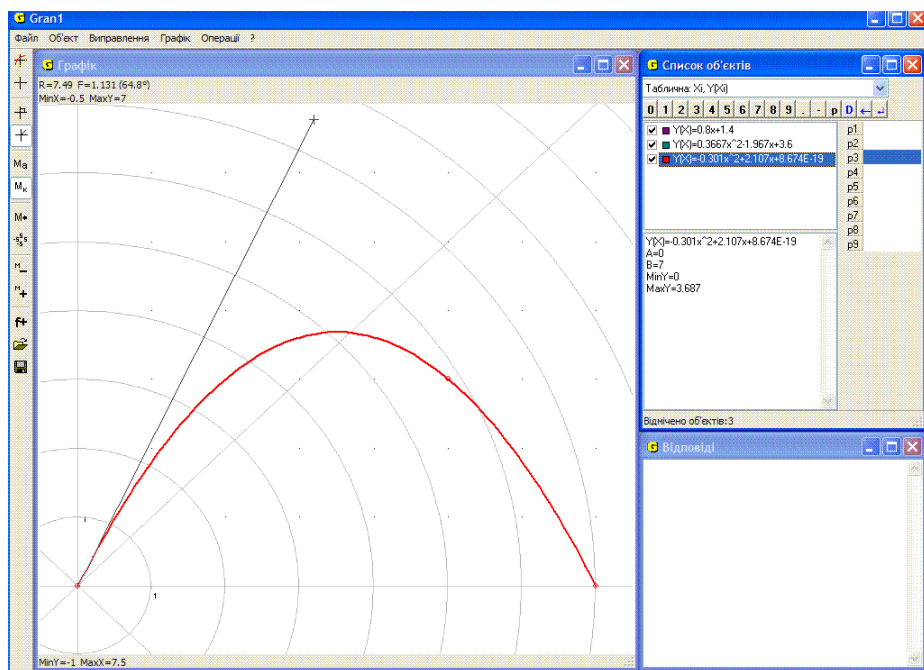 Gran1
Файл Об'єкт Виправлення Графік Операції ?
Графік
R=7.49 F=1.131 (64.8°)
MinX=-0.5 MaxY=7
1
1
MinY=-1 MaxX=7.5
Ma
Mк
M
M
f+
Список об'єктів
Таблична: Xi, Y(Xi)
0 1 2 3 4 5 6 7 8 9 . - p D ← ↲
Y(X)=0.8x+1.4
Y(X)=0.3667x^2-1.967x+3.6
Y(X)=-0.301x^2+2.107x+8.674E-19
p1
p2
p3
p4
p5
p6
p7
p8
p9
Y(X)=-0.301x^2+2.107x+8.674E-19
A=0
B=7
MinY=0
MaxY=3.687
Відмічено об'єктів:3
Відповіді